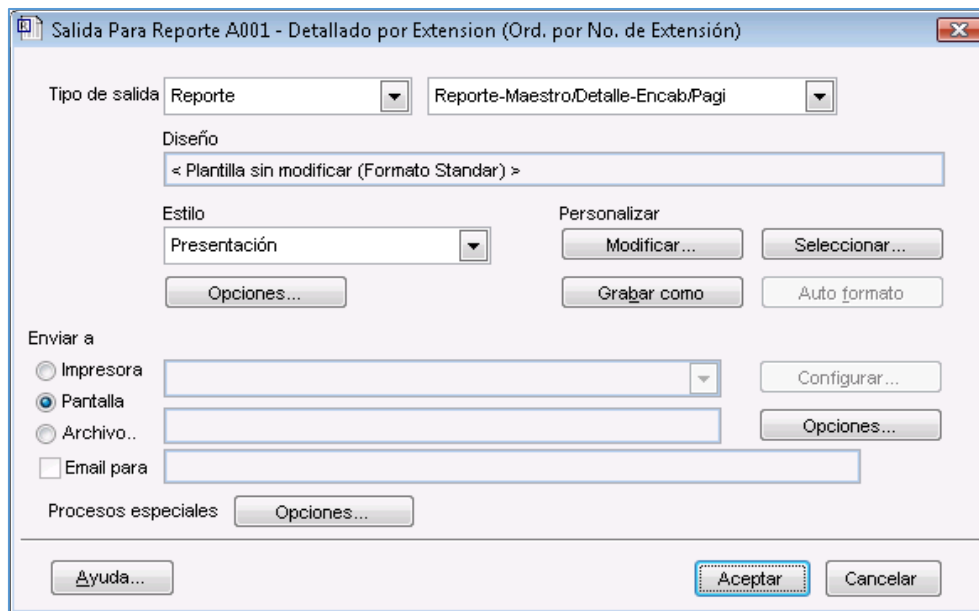 Salida Para Reporte A001 - Detallado por Extension (Ord. por No. de Extensión)
Tipo de salida Reporte Reporte-Maestro/Detalle-Encab/Pagi
Diseño
< Plantilla sin modificar (Formato Standar) >
Estilo Personalizar
Presentación Modificar... Seleccionar...
Opciones... Grabar como Auto formato
Enviar a
Impresora Configurar...
Pantalla
Archivo.. Opciones...
Email para
Procesos especiales Opciones...
Ayuda... Aceptar Cancelar